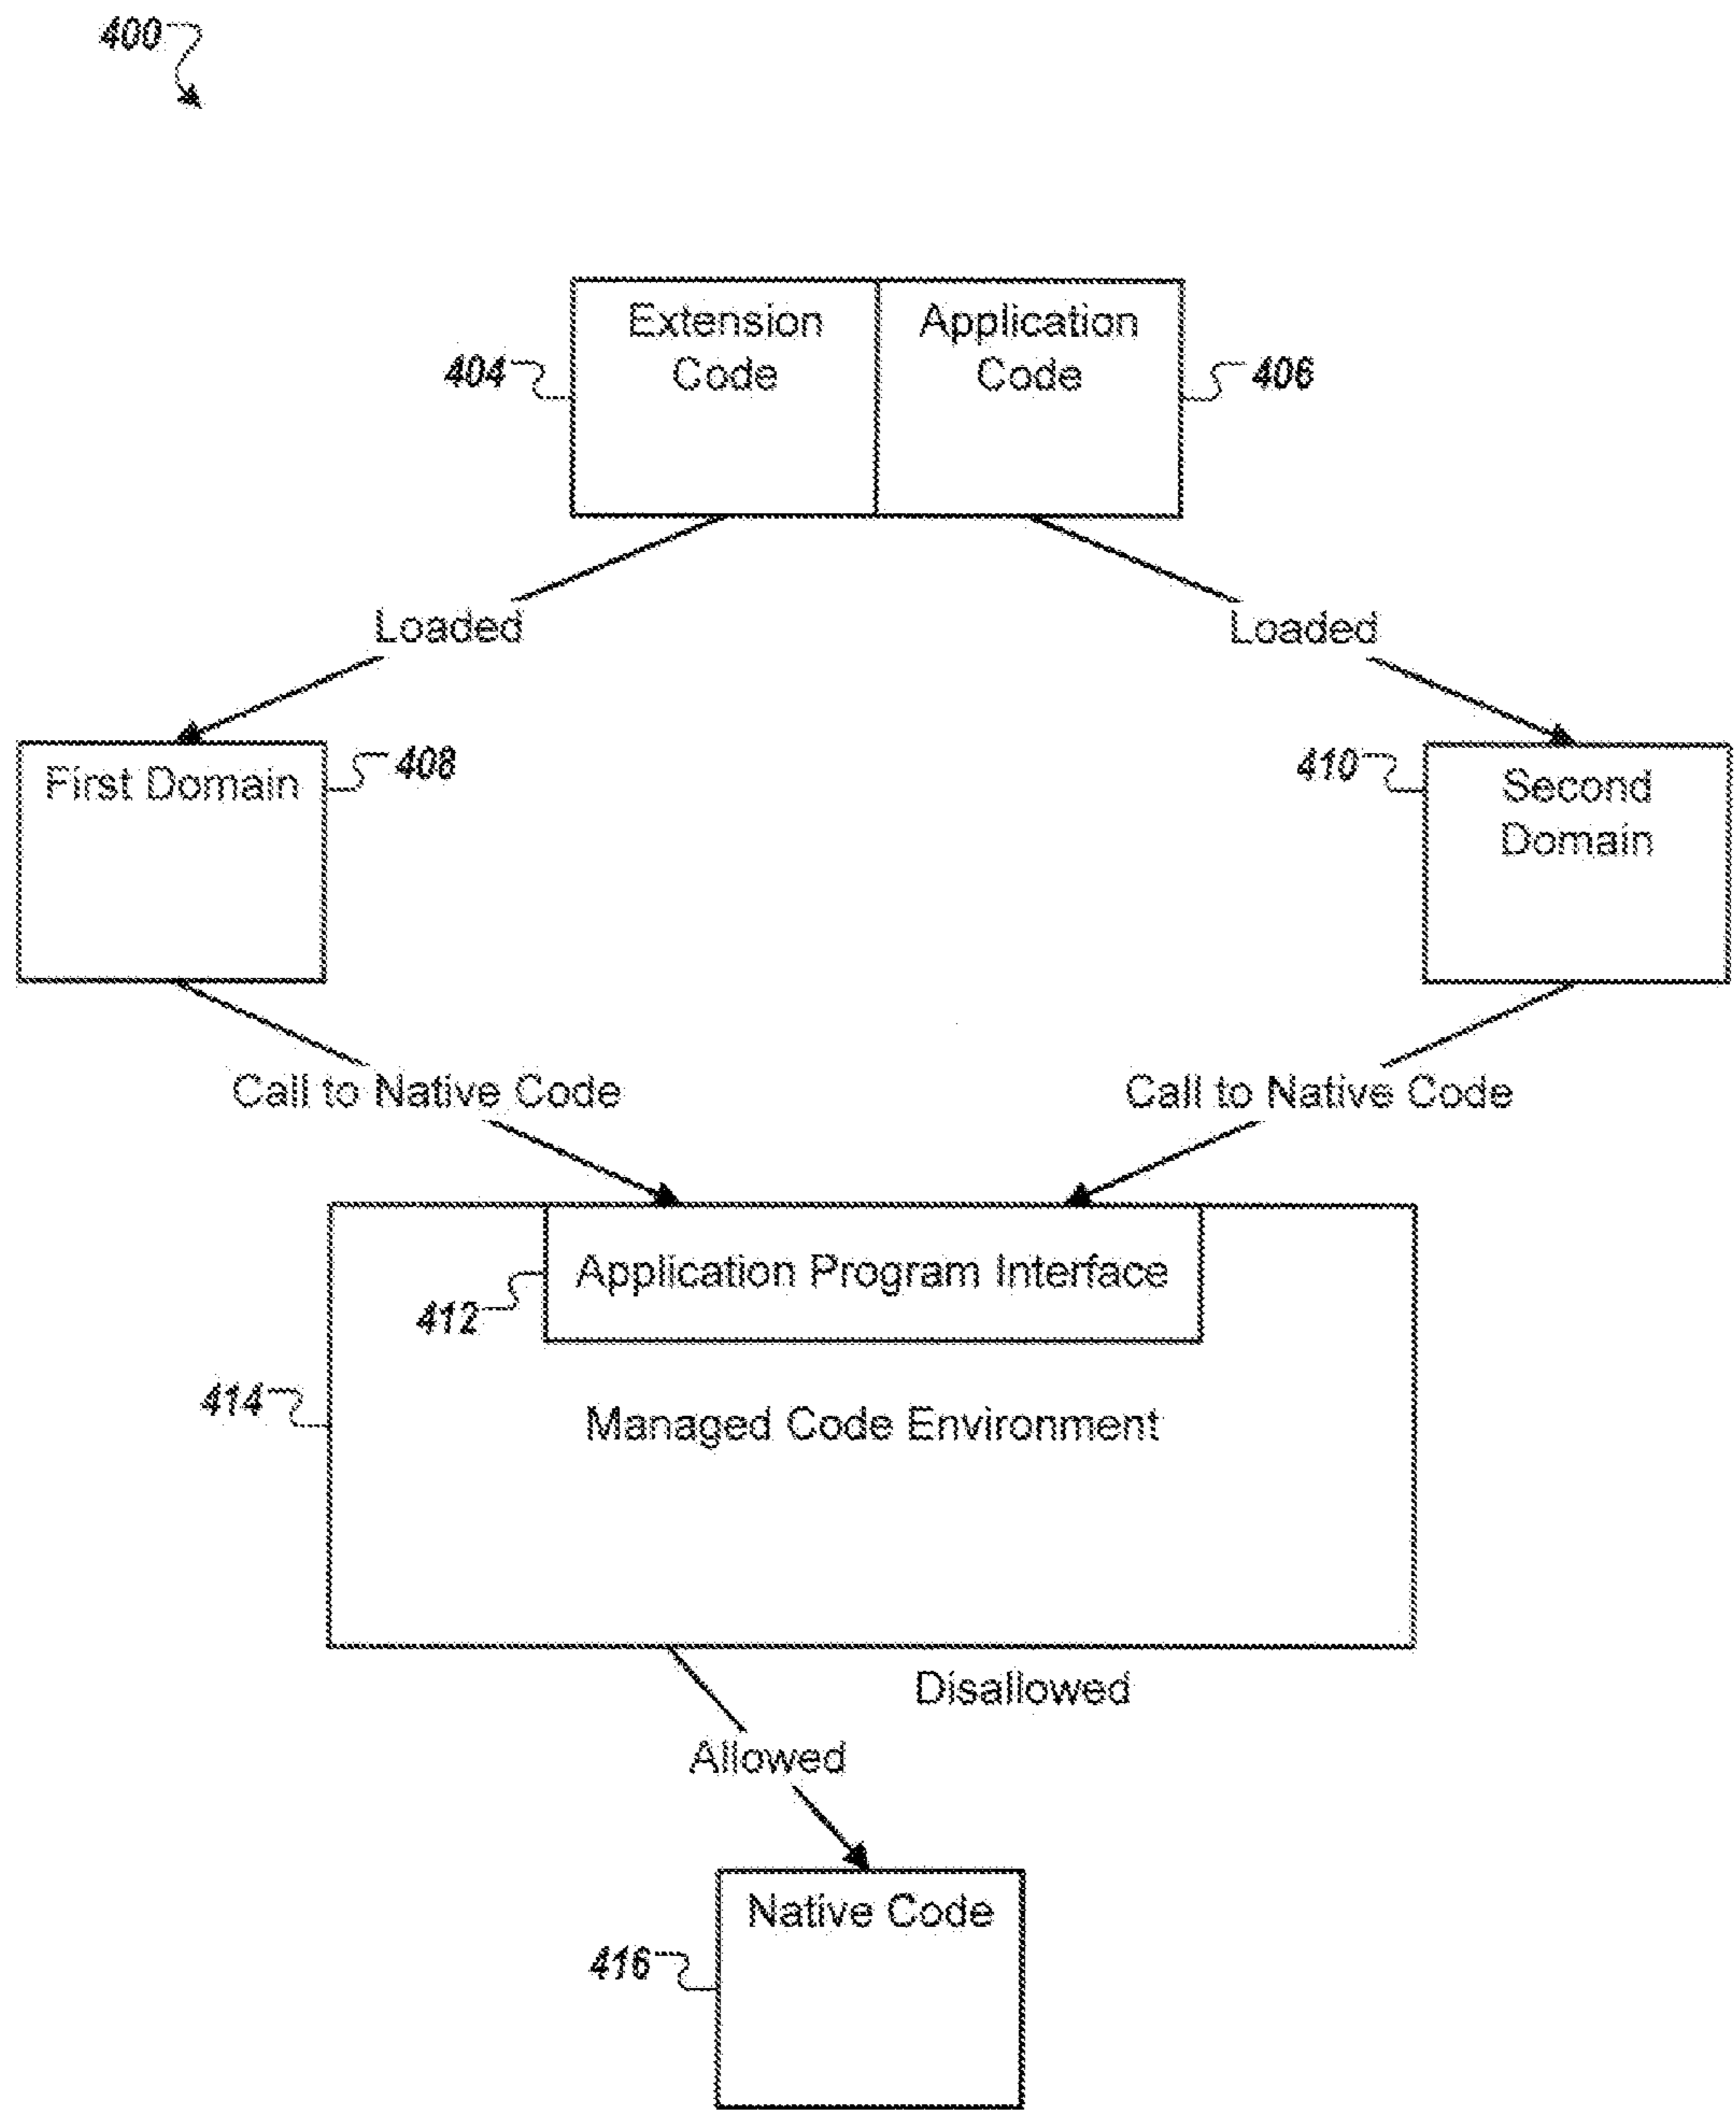 400
Extension
Code
Application
Code
404
406
Loaded
Loaded
First Domain
408
410
Second
Domain
Call to Native Code
Call to Native Code
Application Program Interface
412
414
Managed Code Environment
Disallowed
Allowed
Native Code
416